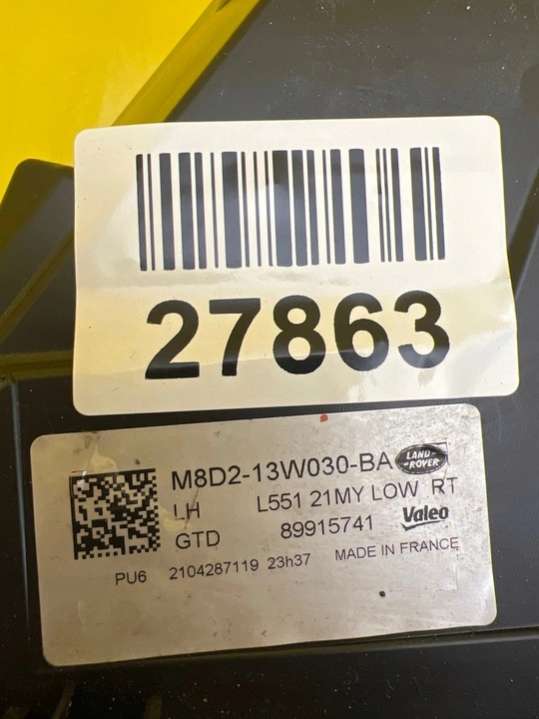 27863
M8D2-13W030-BA LAND-ROVER
LH L551 21MY LOW RT
GTD 89915741 Valeo
PU6 2104287119 23h37 MADE IN FRANCE